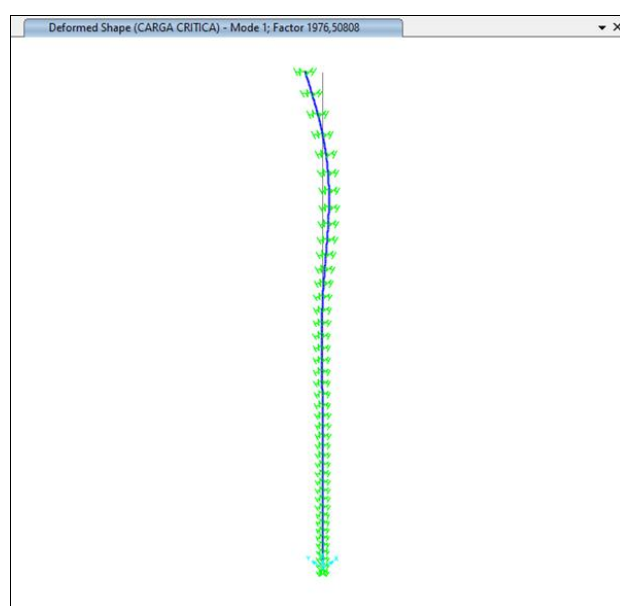 Deformed Shape (CARGA CRITICA) - Mode 1; Factor 1976,50808